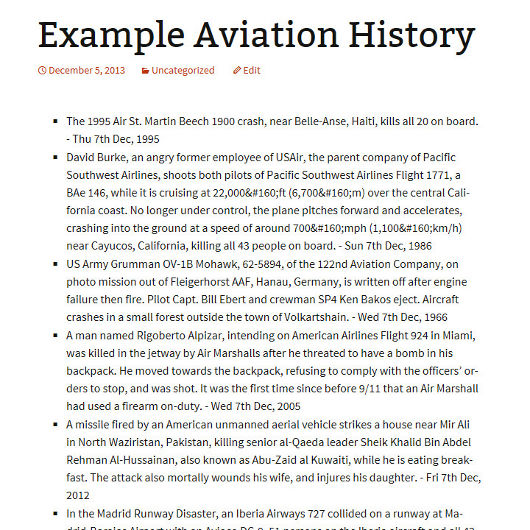 Example Aviation History
December 5, 2013 Uncategorized Edit
The 1995 Air St. Martin Beech 1900 crash, near Belle-Anse, Haiti, kills all 20 on board.
- Thu 7th Dec, 1995
David Burke, an angry former employee of USAir, the parent company of Pacific
Southwest Airlines, shoots both pilots of Pacific Southwest Airlines Flight 1771, a
BAe 146, while it is cruising at 22,000&#160;ft (6,700&#160;m) over the central Cali-
fornia coast. No longer under control, the plane pitches forward and accelerates,
crashing into the ground at a speed of around 700&#160;mph (1,100&#160;km/h)
near Cayucos, California, killing all 43 people on board. - Sun 7th Dec, 1986
US Army Grumman OV-1B Mohawk, 62-5894, of the 122nd Aviation Company, on
photo mission out of Fleigerhorst AAF, Hanau, Germany, is written off after engine
failure then fire. Pilot Capt. Bill Ebert and crewman SP4 Ken Bakos eject. Aircraft
crashes in a small forest outside the town of Volkartshain. - Wed 7th Dec, 1966
A man named Rigoberto Alpizar, intending on American Airlines Flight 924 in Miami,
was killed in the jetway by Air Marshalls after he threated to have a bomb in his
backpack. He moved towards the backpack, refusing to comply with the officers' or-
ders to stop, and was shot. It was the first time since before 9/11 that an Air Marshall
had used a firearm on-duty. - Wed 7th Dec, 2005
A missile fired by an American unmanned aerial vehicle strikes a house near Mir Ali
in North Waziristan, Pakistan, killing senior al-Qaeda leader Sheik Khalid Bin Abdel
Rehman Al-Hussainan, also known as Abu-Zaid al Kuwaiti, while he is eating break-
fast. The attack also mortally wounds his wife, and injures his daughter. - Fri 7th Dec,
2012
In the Madrid Runway Disaster, an Iberia Airways 727 collided on a runway at Ma-